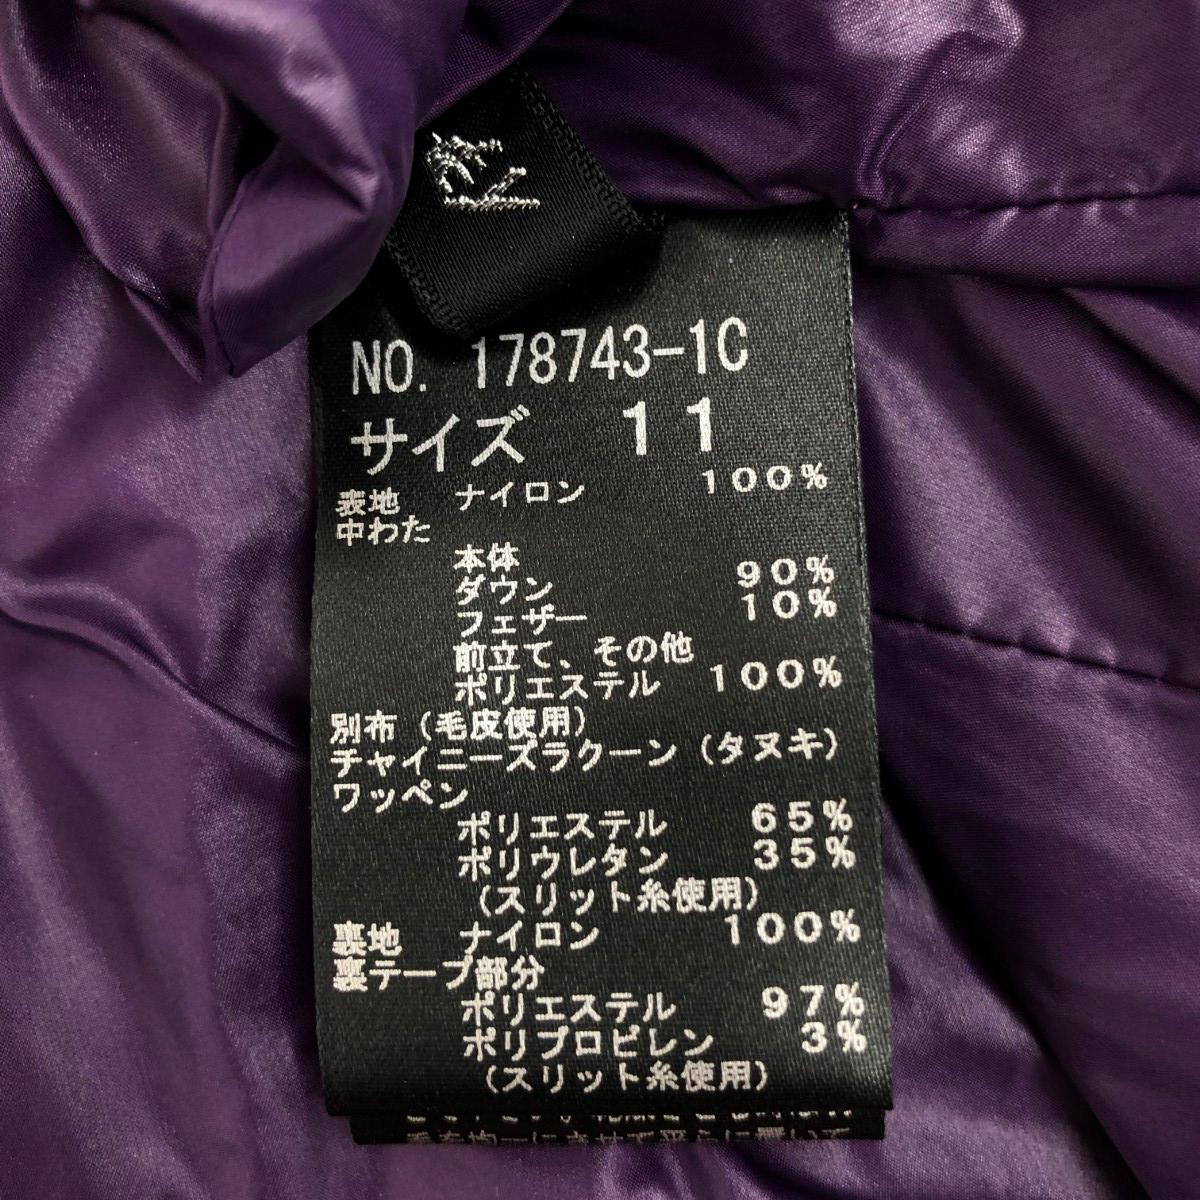 NO. 178743-1C
サイズ 11
表地 ナイロン 100%
中わた
本体
ダウン 90%
フェザー 10%
前立て、その他
ポリエステル 100%
別布(毛皮使用)
チャイニーズラクーン(タヌキ)
ワッペン
ポリエステル 65%
ポリウレタン 35%
(スリット糸使用)
裏地 ナイロン 100%
裏テープ部分
ポリエステル 97%
ポリプロピレン 3%
(スリット糸使用)